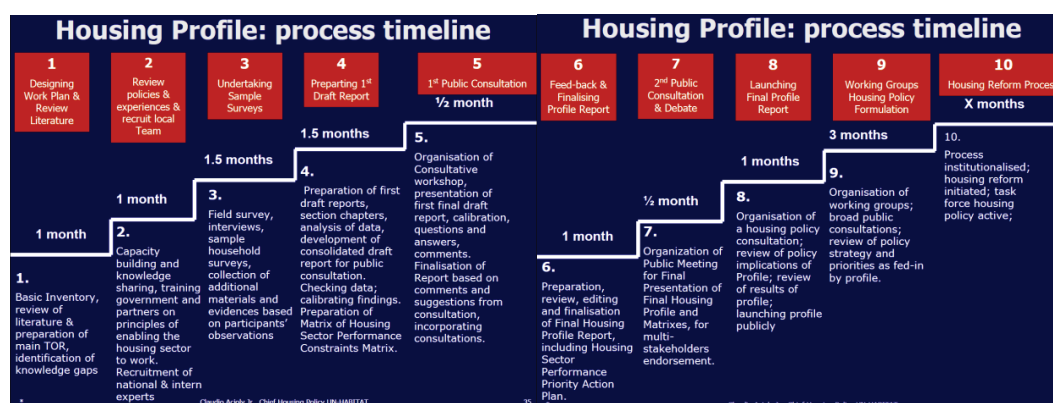 Housing Profile: process timeline
1
Designing
Work Plan &
Review
Literature
2
Review
policies &
experiences &
recruit local
Team
3
Undertaking
Sample
Surveys
4
Preparting 1st
Draft Report
5
1st Public Consultation
½ month
1.5 months
1.5 months
1 month
1 month
1.
Basic Inventory,
review of
literature &
preparation of
main TOR,
identification of
knowledge gaps
2.
Capacity
building and
knowledge
sharing, training
government and
partners on
principles of
enabling the
housing sector
to work.
Recruitment of
national & intern
experts
3.
Field survey,
interviews,
sample
household
surveys,
collection of
additional
materials and
evidences based
on participants'
observations
4.
Preparation of first
draft reports,
section chapters,
analysis of data,
development of
consolidated draft
report for public
consultation.
Checking data;
calibrating findings.
Preparation of
Matrix of Housing
Sector Performance
Constraints Matrix.
5.
Organisation of
Consultative
workshop,
presentation of
first final draft
report, calibration,
questions and
answers,
comments.
Finalisation of
Report based on
comments and
suggestions from
consultation,
incorporating
consultations.
Claudio Acioly Jr., Chief Housing Policy UN-HABITAT
25
Housing Profile: process timeline
6
Feed-back &
Finalising
Profile Report
7
2nd Public
Consultation
& Debate
8
Launching
Final Profile
Report
9
Working Groups
Housing Policy
Formulation
10
Housing Reform Proces
X months
3 months
1 months
½ month
1 month
6.
Preparation,
review, editing
and finalisation
of Final Housing
Profile Report,
including Housing
Sector
Performance
Priority Action
Plan.
7.
Organization of
Public Meeting
for Final
Presentation of
Final Housing
Profile and
Matrixes, for
multi-
stakeholders
endorsement.
8.
Organisation of
a housing policy
consultation;
review of policy
implications of
Profile; review
of results of
profile;
launching profile
publicly
9.
Organisation of
working groups;
broad public
consultations;
review of policy
strategy and
priorities as fed-in
by profile.
10.
Process
institutionalised;
housing reform
initiated; task
force housing
policy active;